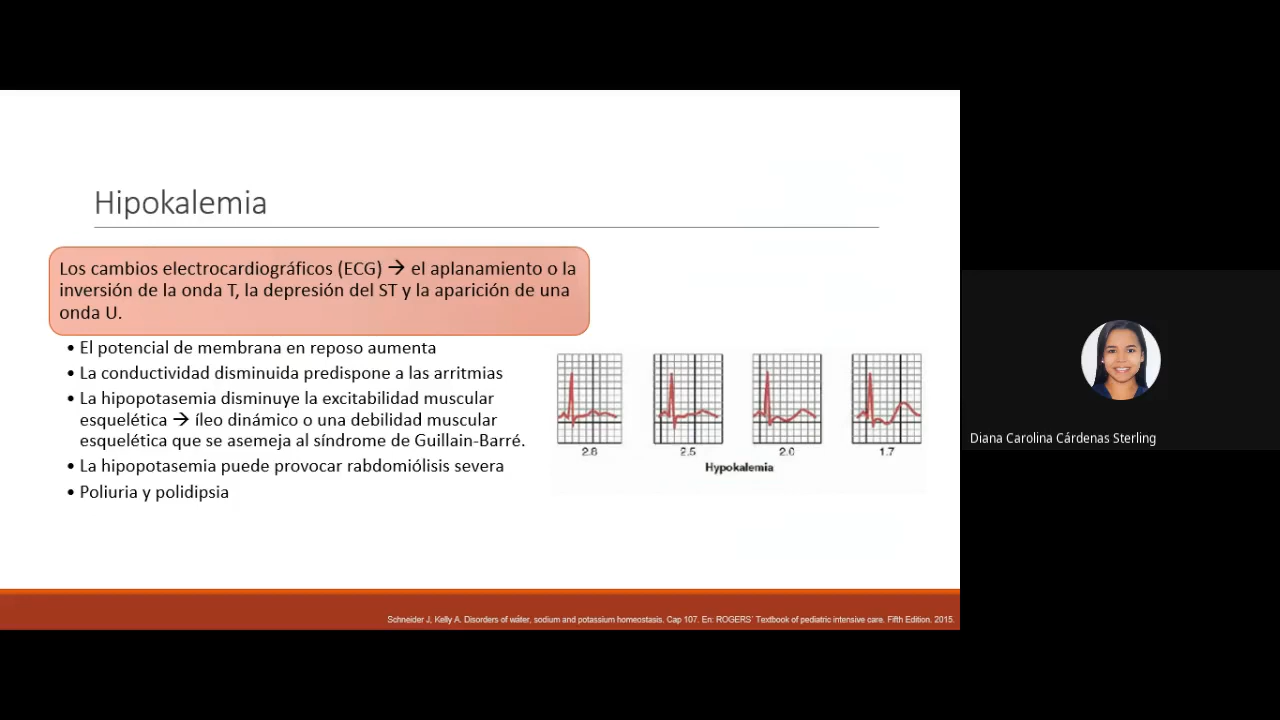 Hipokalemia
Los cambios electrocardiográficos (ECG) → el aplanamiento o la
inversión de la onda T, la depresión del ST y la aparición de una
onda U.
• El potencial de membrana en reposo aumenta
• La conductividad disminuida predispone a las arritmias
• La hipopotasemia disminuye la excitabilidad muscular
esquelética → íleo dinámico o una debilidad muscular
esquelética que se asemeja al síndrome de Guillain-Barré.
• La hipopotasemia puede provocar rabdomiólisis severa
• Poliuria y polidipsia
2.8 2.5 2.0 1.7
Hypokalemia
Schneider J, Kelly A. Disorders of water, sodium and potassium homeostasis. Cap 107. En: ROGERS´ Textbook of pediatric intensive care. Fifth Edition. 2015.
Diana Carolina Cárdenas Sterling